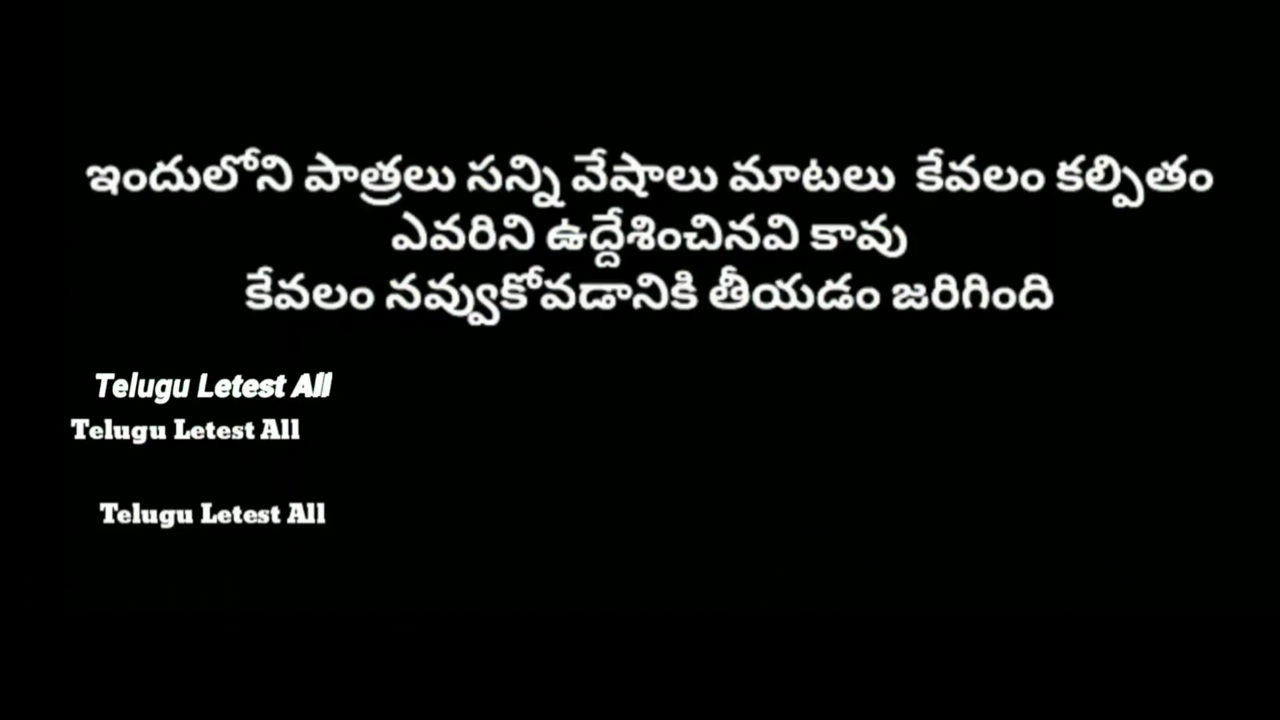 ఇందులోని పాత్రలు సన్ని వేషాలు మాటలు కేవలం కల్పితం
ఎవరిని ఉద్దేశించినవి కావు
కేవలం నవ్వుకోవడానికి తీయడం జరిగింది
Telugu Letest All
Telugu Letest All
Telugu Letest All